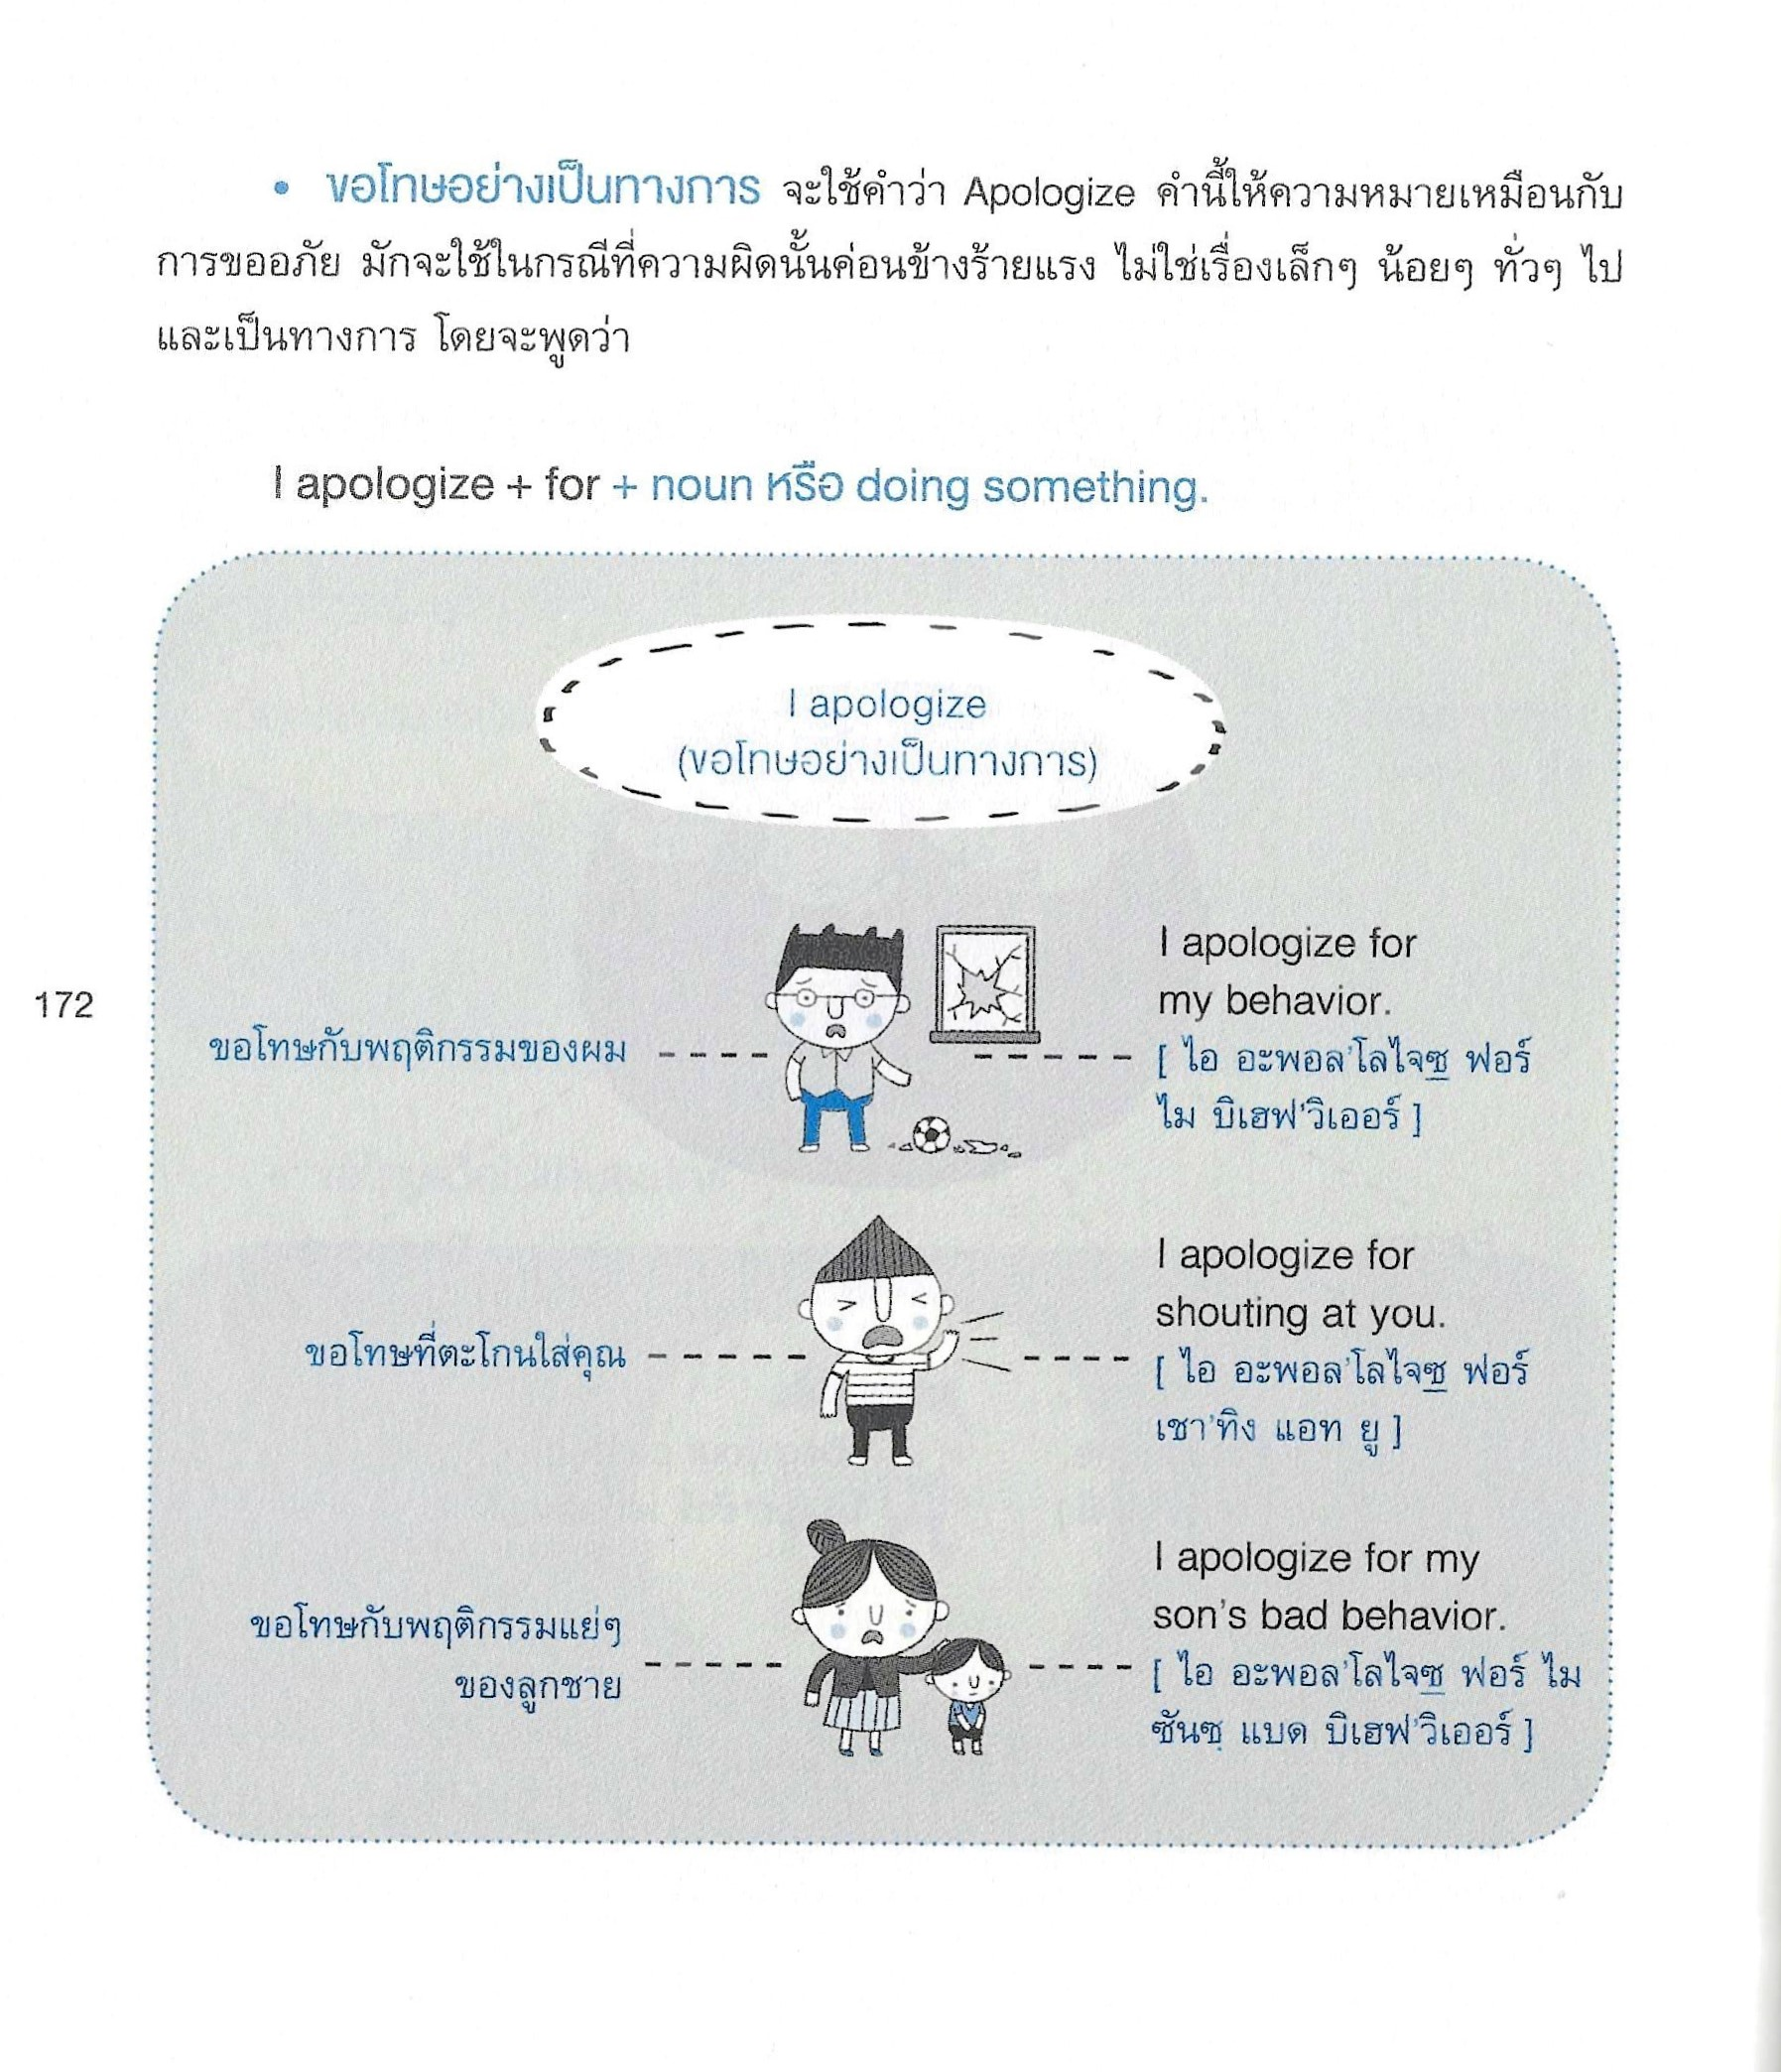 • ขอโทษอย่างเป็นทางการ จะใช้คำว่า Apologize คำนี้ให้ความหมายเหมือนกับ
การขออภัย มักจะใช้ในกรณีที่ความผิดนั้นค่อนข้างร้ายแรง ไม่ใช่เรื่องเล็กๆ น้อยๆ ทั่วๆ ไป
และเป็นทางการ โดยจะพูดว่า
I apologize + for + noun หรือ doing something.
I apologize
(ขอโทษอย่างเป็นทางการ)
172
ขอโทษกับพฤติกรรมของผม
I apologize for
my behavior.
[ ไอ อะพอล'โลไจซ ฟอร์
ไม บิเฮฟ'วิเออร์ ]
ขอโทษที่ตะโกนใส่คุณ
I apologize for
shouting at you.
[ ไอ อะพอล'โลไจซ ฟอร์
เชา'ทิง แอท ยู ]
ขอโทษกับพฤติกรรมแย่ๆ
ของลูกชาย
I apologize for my
son's bad behavior.
[ ไอ อะพอล'โลไจซ ฟอร์ ไม
ซันซฺ แบด บิเฮฟ'วิเออร์ ]